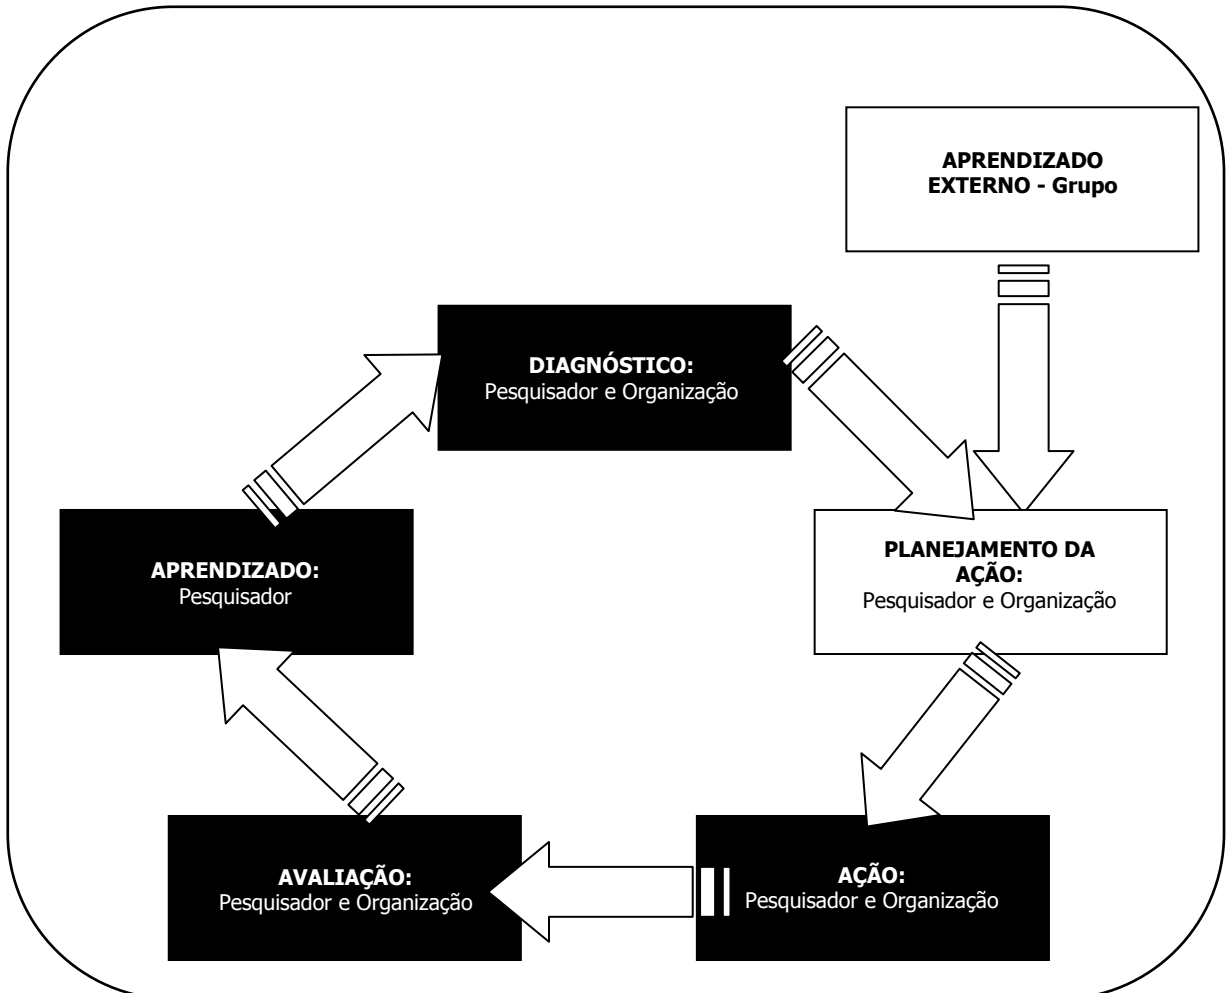 APRENDIZADO
EXTERNO - Grupo
DIAGNÓSTICO:
Pesquisador e Organização
PLANEJAMENTO DA
AÇÃO:
Pesquisador e Organização
APRENDIZADO:
Pesquisador
AVALIAÇÃO:
Pesquisador e Organização
AÇÃO:
Pesquisador e Organização